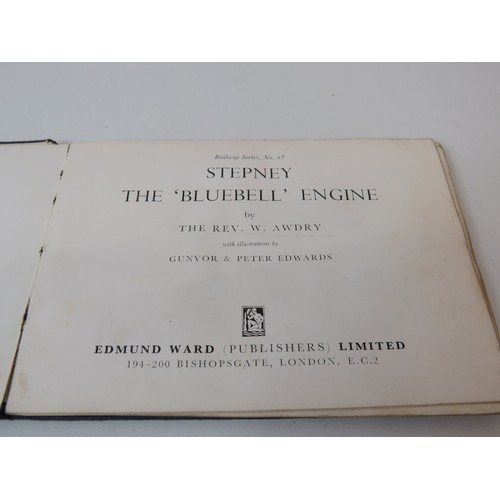 Railway Series, No. 18
STEPNEY
THE 'BLUEBELL' ENGINE
by
THE REV. W. AWDRY
with illustrations by
GUNVOR & PETER EDWARDS
EDMUND WARD (PUBLISHERS) LIMITED
194-200 BISHOPSGATE, LONDON, E.C.2